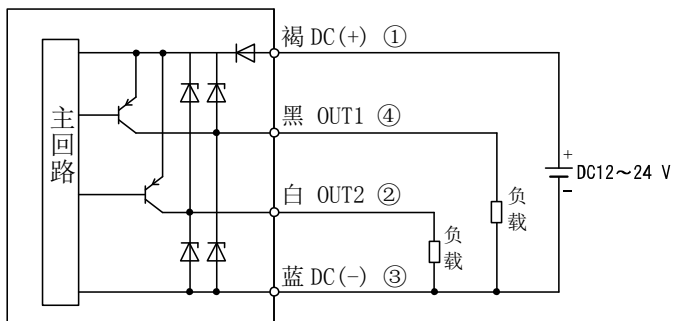 褐 DC(+) ①
主回路
黑 OUT1 ④
+
DC12～24 V
−
白 OUT2 ②
负载
负载
蓝 DC(-) ③